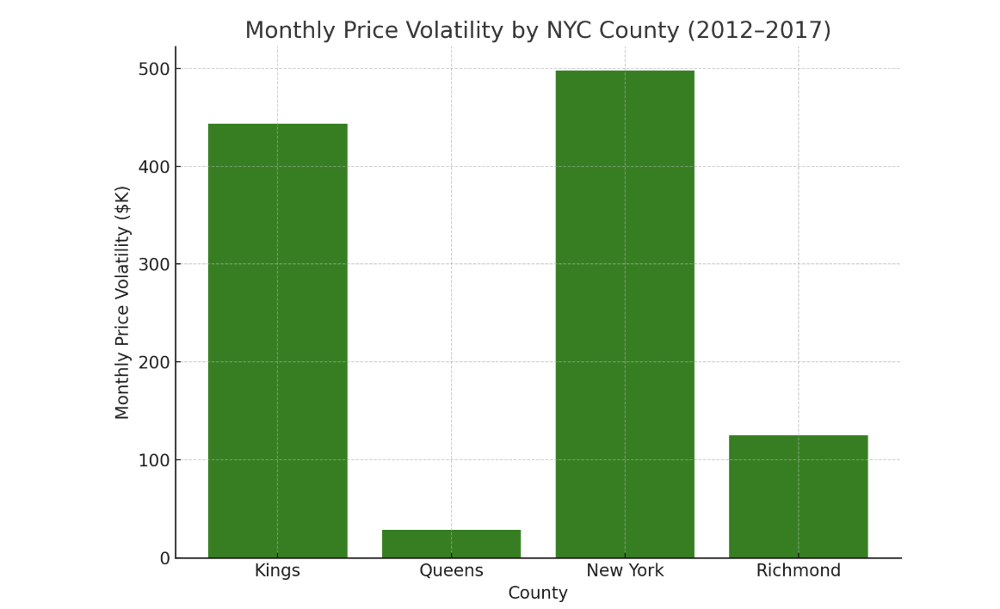 Monthly Price Volatility by NYC County (2012–2017)
Monthly Price Volatility ($K)
500
400
300
200
100
0
Kings Queens New York Richmond
County